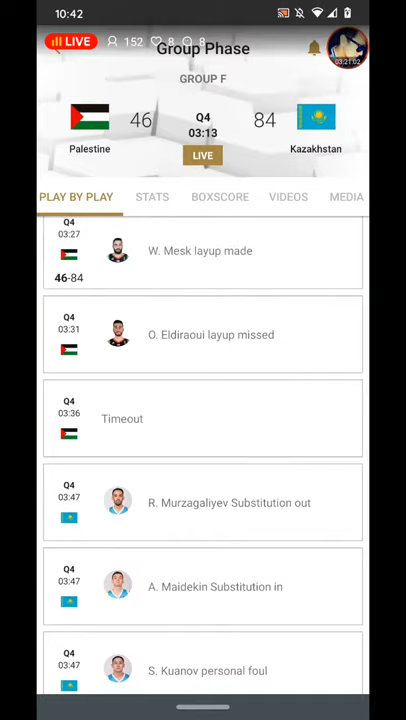 10:42
LIVE 152 8 8
Group Phase
03:21:02
GROUP F
46 Q4 84
03:13
Palestine Kazakhstan
LIVE
PLAY BY PLAY STATS BOXSCORE VIDEOS MEDIA
Q4
03:27
W. Mesk layup made
46-84
Q4
03:31
O. Eldiraoui layup missed
Q4
03:36
Timeout
Q4
03:47
R. Murzagaliyev Substitution out
Q4
03:47
A. Maidekin Substitution in
Q4
03:47
S. Kuanov personal foul